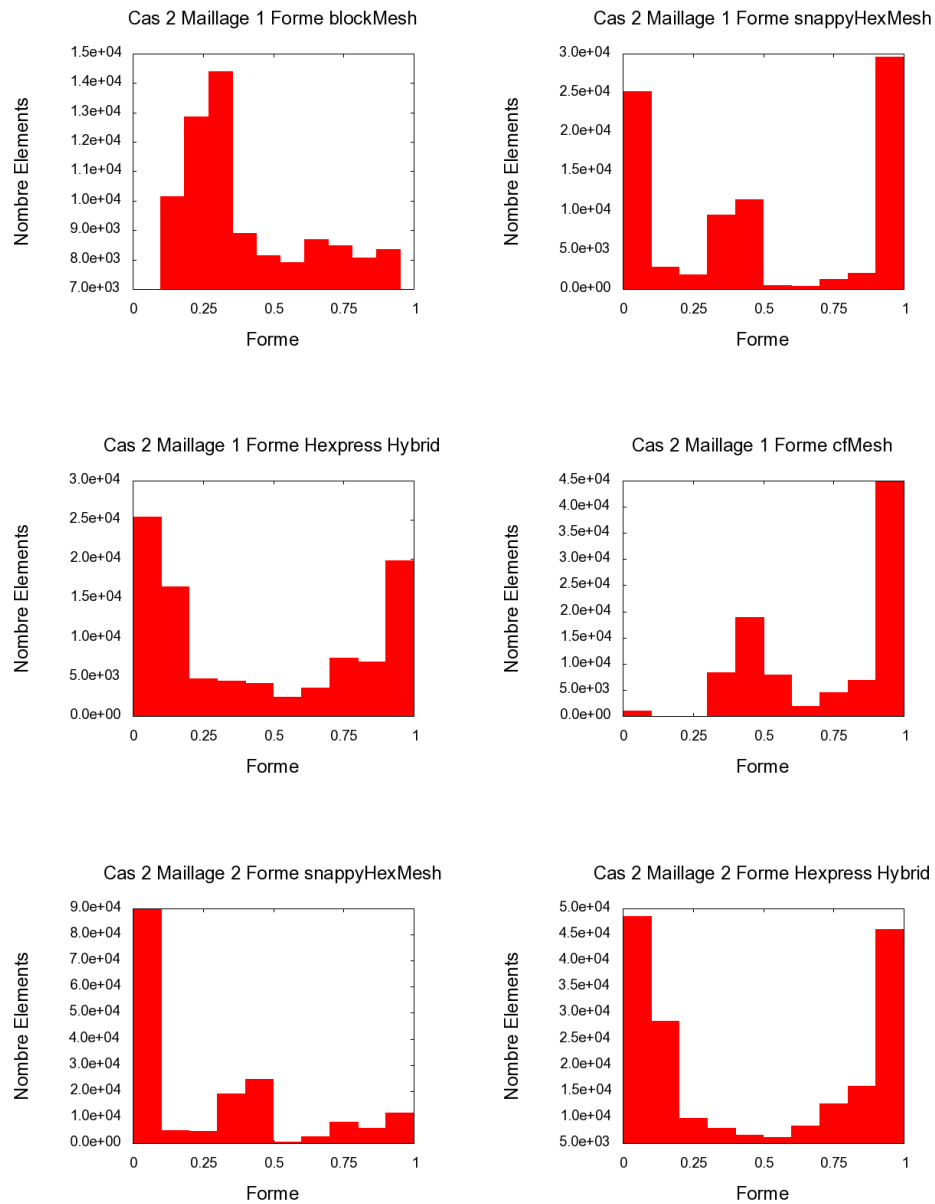 Cas 2 Maillage 1 Forme blockMesh
1.5e+04
1.4e+04
1.3e+04
1.2e+04
1.1e+04
1.0e+04
9.0e+03
8.0e+03
7.0e+03
0 0.25 0.5 0.75 1
Nombre Elements
Forme
Cas 2 Maillage 1 Forme snappyHexMesh
3.0e+04
2.5e+04
2.0e+04
1.5e+04
1.0e+04
5.0e+03
0.0e+00
0 0.25 0.5 0.75 1
Nombre Elements
Forme
Cas 2 Maillage 1 Forme Hexpress Hybrid
3.0e+04
2.5e+04
2.0e+04
1.5e+04
1.0e+04
5.0e+03
0.0e+00
0 0.25 0.5 0.75 1
Nombre Elements
Forme
Cas 2 Maillage 1 Forme cfMesh
4.5e+04
4.0e+04
3.5e+04
3.0e+04
2.5e+04
2.0e+04
1.5e+04
1.0e+04
5.0e+03
0.0e+00
0 0.25 0.5 0.75 1
Nombre Elements
Forme
Cas 2 Maillage 2 Forme snappyHexMesh
9.0e+04
8.0e+04
7.0e+04
6.0e+04
5.0e+04
4.0e+04
3.0e+04
2.0e+04
1.0e+04
0.0e+00
0 0.25 0.5 0.75 1
Nombre Elements
Forme
Cas 2 Maillage 2 Forme Hexpress Hybrid
5.0e+04
4.5e+04
4.0e+04
3.5e+04
3.0e+04
2.5e+04
2.0e+04
1.5e+04
1.0e+04
5.0e+03
0 0.25 0.5 0.75 1
Nombre Elements
Forme